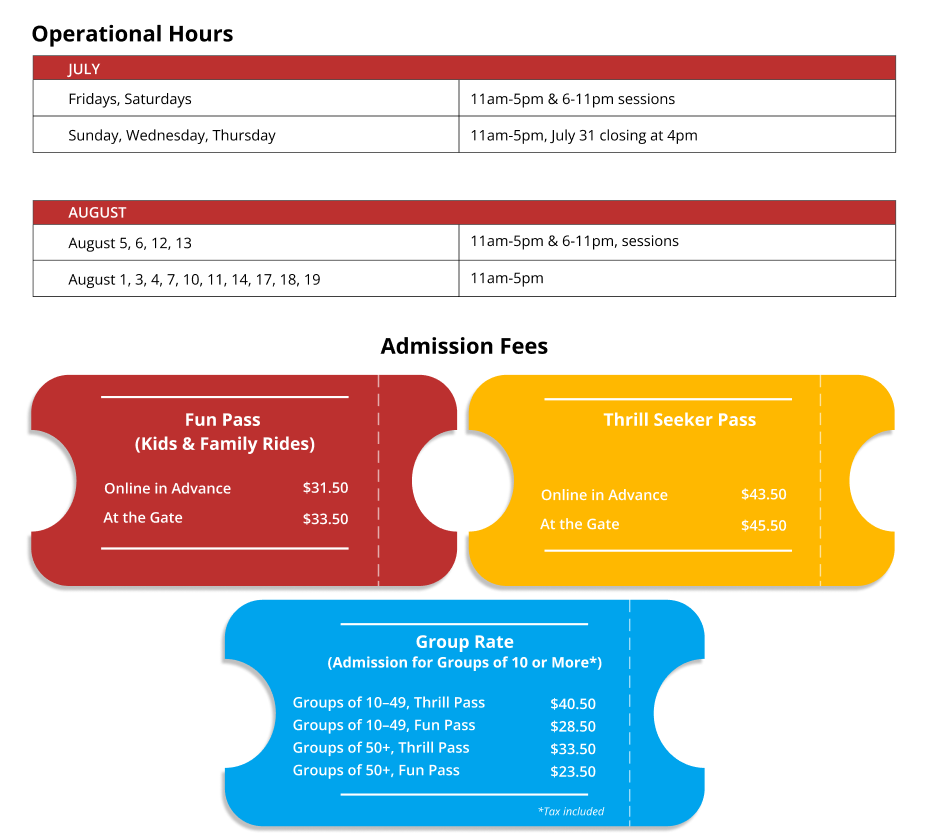 Operational Hours
JULY
Fridays, Saturdays 11am-5pm & 6-11pm sessions
Sunday, Wednesday, Thursday 11am-5pm, July 31 closing at 4pm
AUGUST
August 5, 6, 12, 13 11am-5pm & 6-11pm, sessions
August 1, 3, 4, 7, 10, 11, 14, 17, 18, 19 11am-5pm
Admission Fees
Fun Pass
(Kids & Family Rides)
Online in Advance $31.50
At the Gate $33.50
Thrill Seeker Pass
Online in Advance $43.50
At the Gate $45.50
Group Rate
(Admission for Groups of 10 or More*)
Groups of 10–49, Thrill Pass $40.50
Groups of 10–49, Fun Pass $28.50
Groups of 50+, Thrill Pass $33.50
Groups of 50+, Fun Pass $23.50
*Tax included